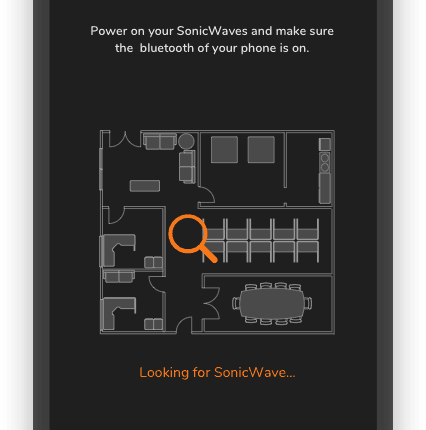 Power on your SonicWaves and make sure
the bluetooth of your phone is on.
Looking for SonicWave...